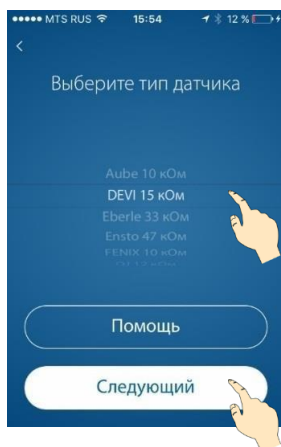 MTS RUS 15:54 12 %
Выберите тип датчика
Aube 10 кОм
DEVI 15 кОм
Eberle 33 кОм
Ensto 47 кОм
FENIX 10 кОм
Помощь
Следующий